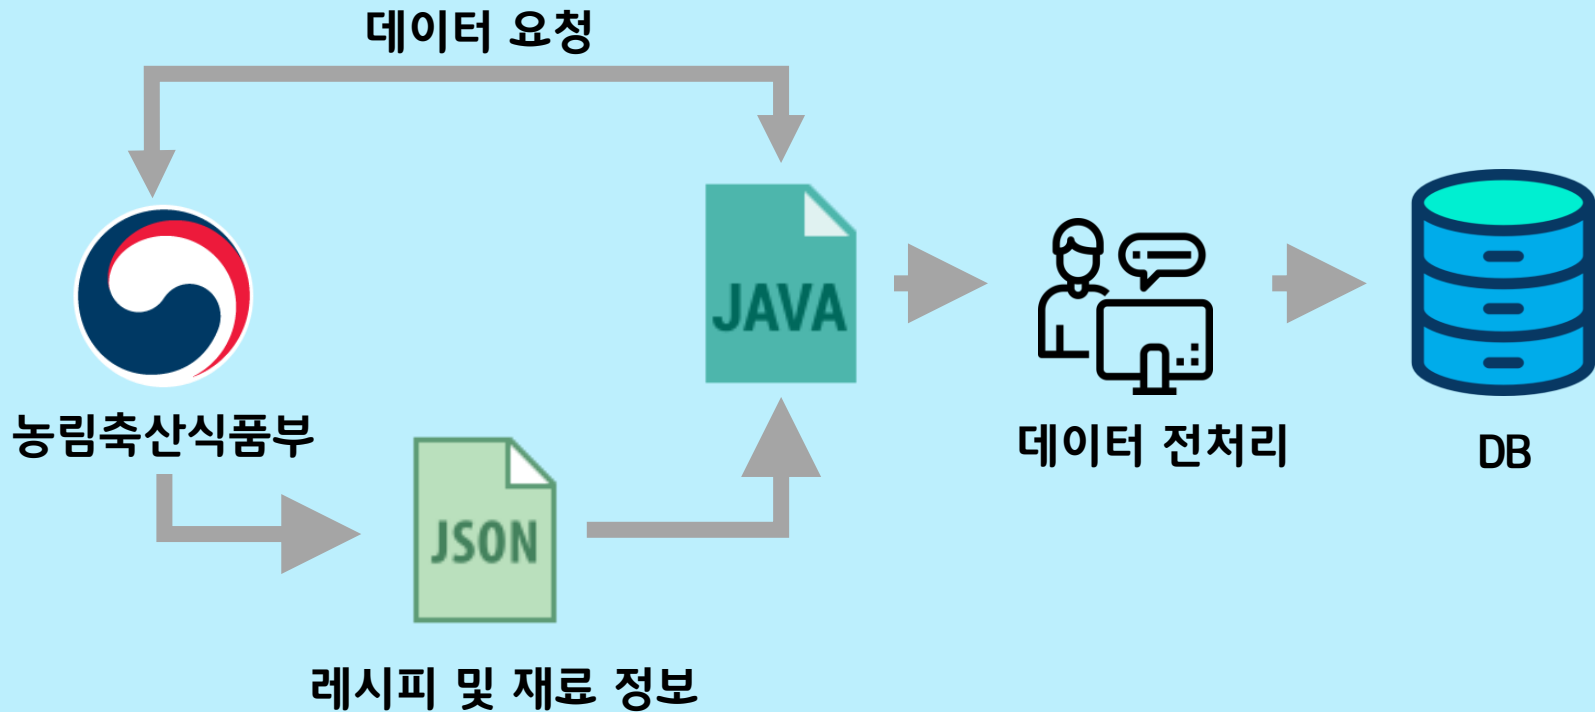 데이터 요청
JAVA
농림축산식품부
데이터 전처리
DB
JSON
레시피 및 재료 정보